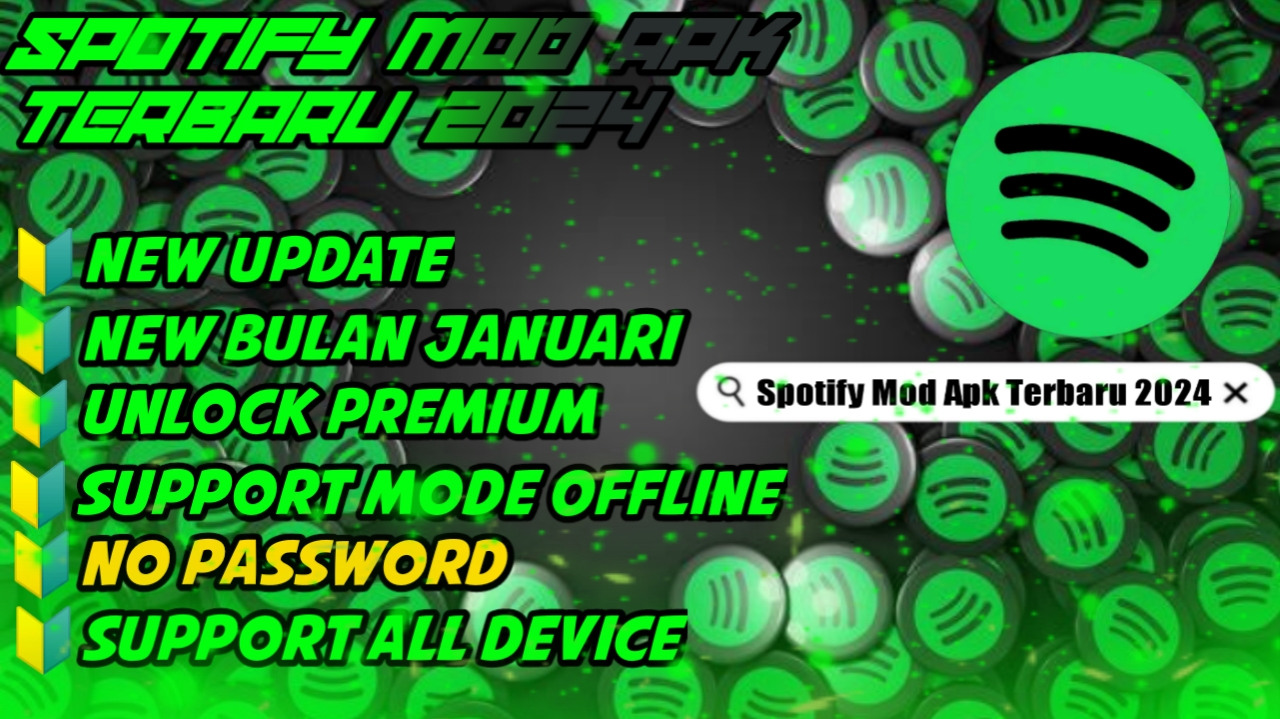 SPOTIFY MOD APK
TERBARU 2024
NEW UPDATE
NEW BULAN JANUARI
UNLOCK PREMIUM
Spotify Mod Apk Terbaru 2024
SUPPORT MODE OFFLINE
NO PASSWORD
SUPPORT ALL DEVICE